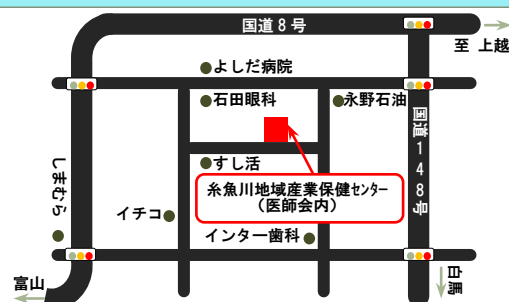 国道8号
至 上越
よしだ病院
石田眼科
永野石油
国道148号
すし活
しまむら
糸魚川地域産業保健センター
(医師会内)
イチコ
インター歯科
富山
白馬